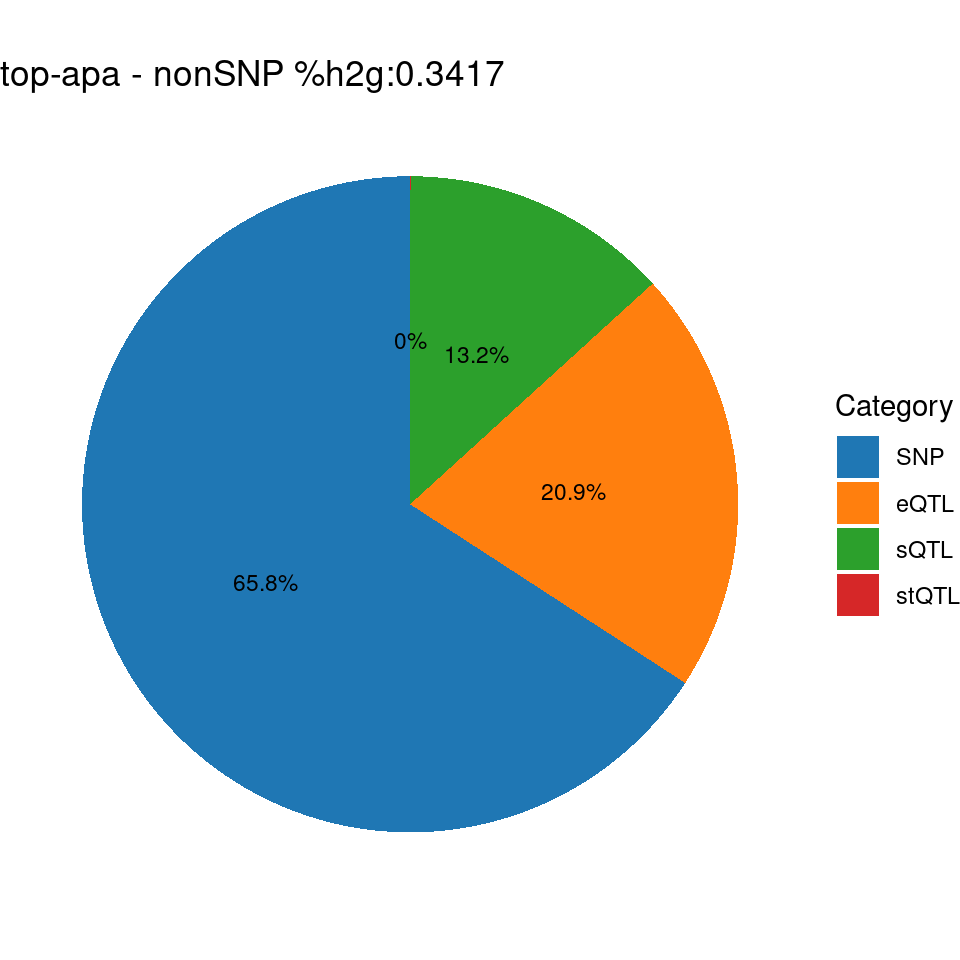 top-apa - nonSNP %h2g:0.3417
0%
13.2%
20.9%
65.8%
Category
SNP
eQTL
sQTL
stQTL